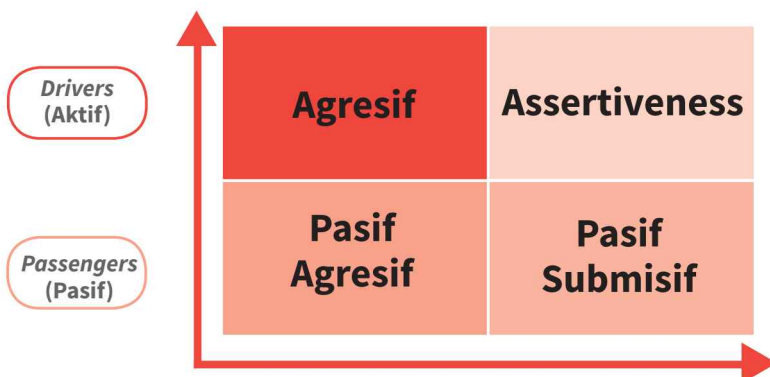 Drivers
(Aktif)
Agresif
Assertiveness
Passengers
(Pasif)
Pasif
Agresif
Pasif
Submisif